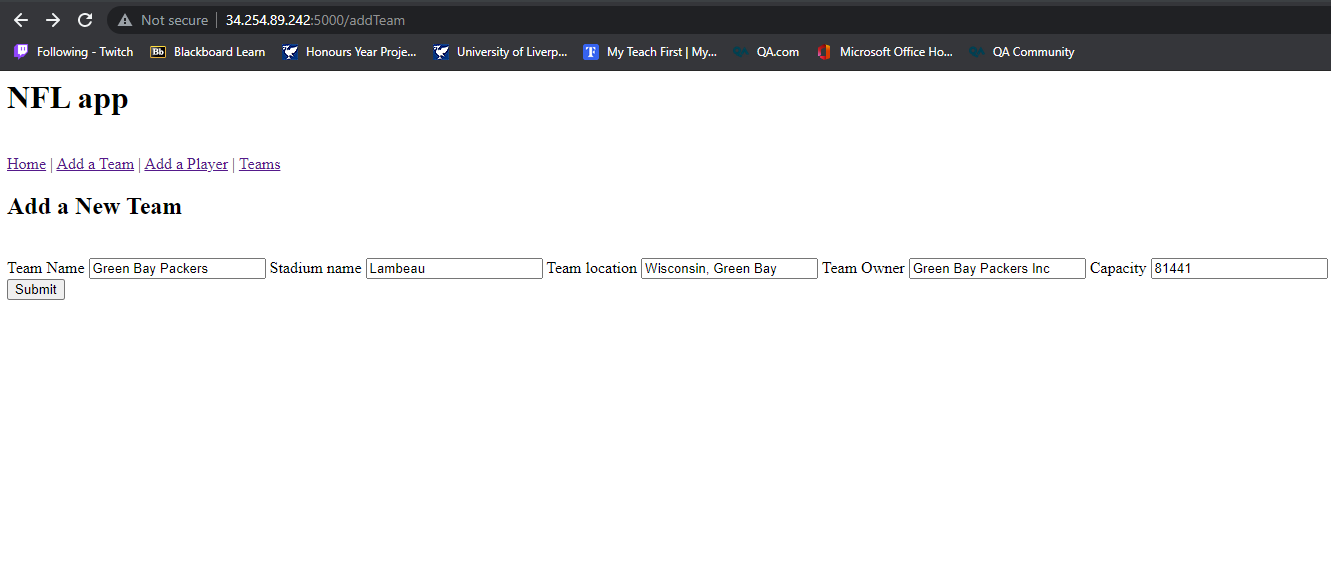 Not secure | 34.254.89.242:5000/addTeam
Following - Twitch Bb Blackboard Learn Honours Year Proje... University of Liverp... T My Teach First | My... QA.com Microsoft Office Ho... QA Community
NFL app
Home | Add a Team | Add a Player | Teams
Add a New Team
Team Name Green Bay Packers Stadium name Lambeau Team location Wisconsin, Green Bay Team Owner Green Bay Packers Inc Capacity 81441
Submit